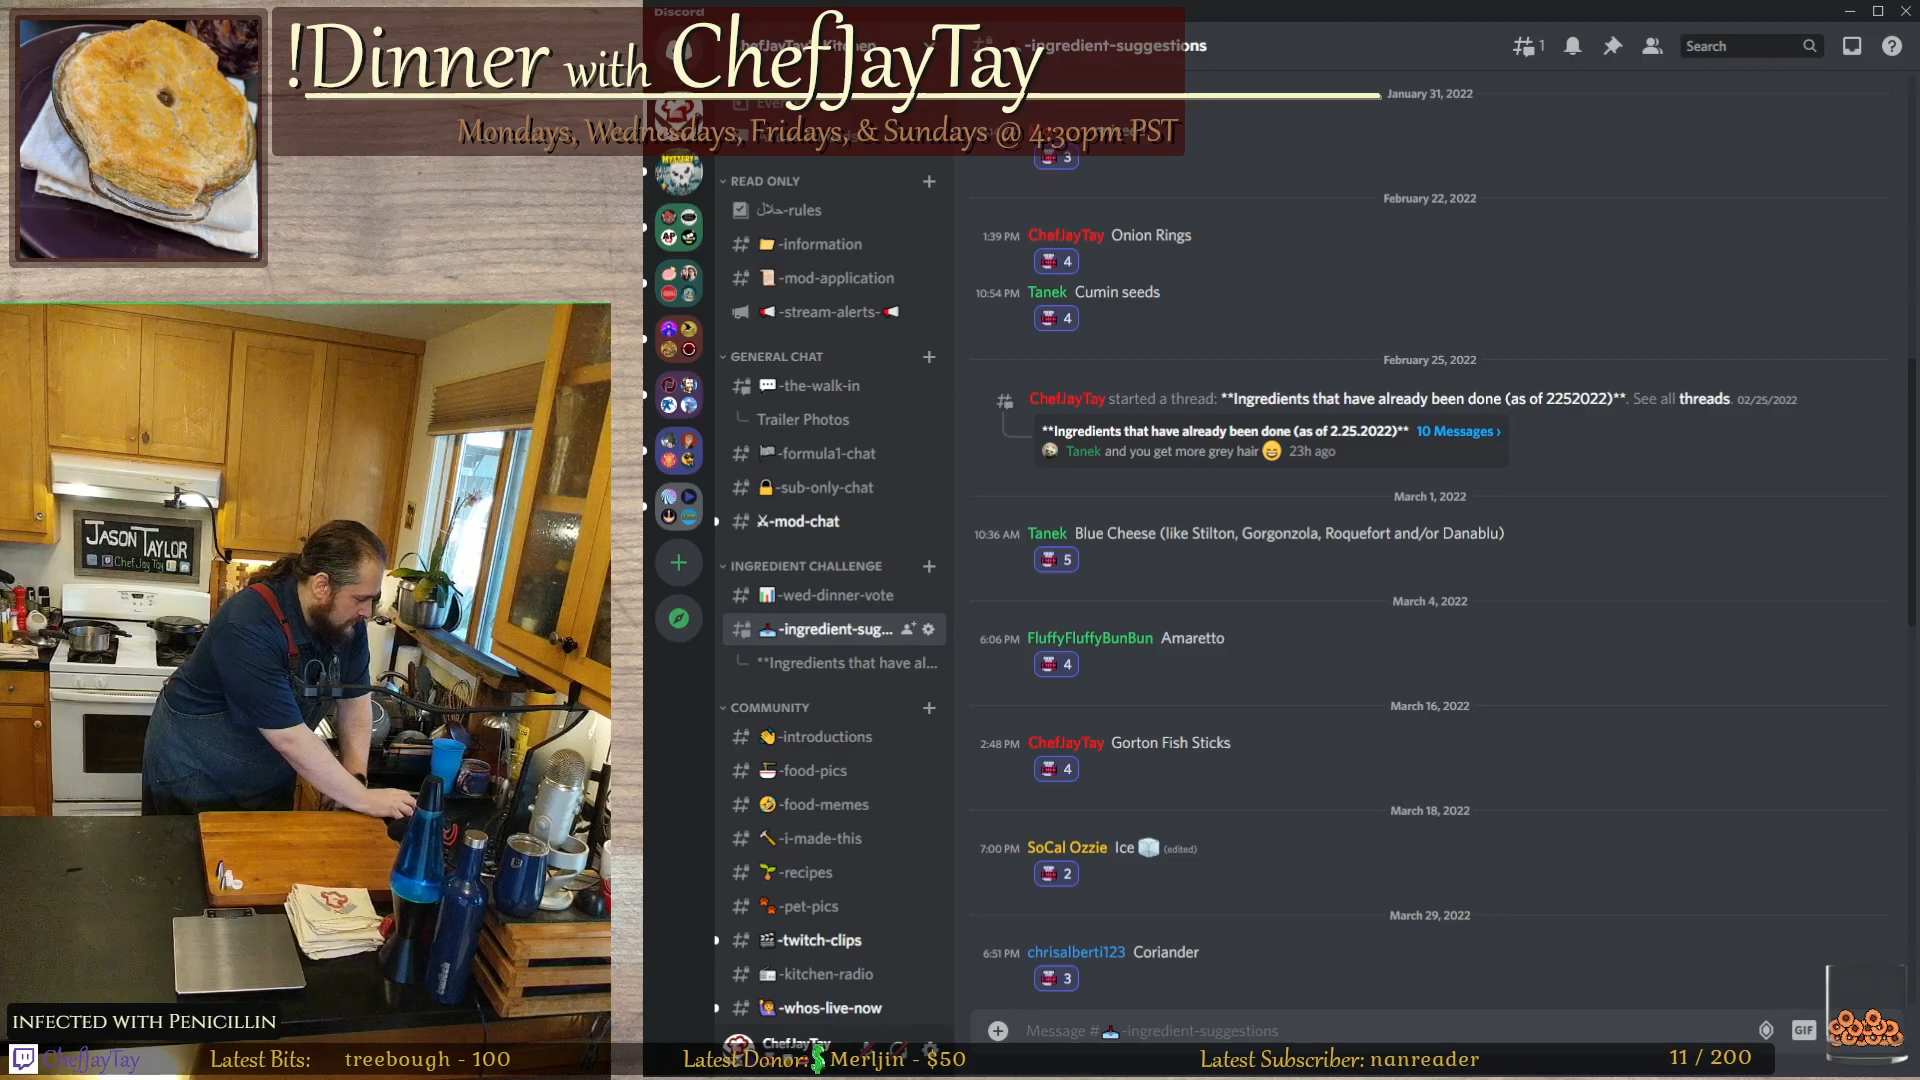 !Dinner with ChefJayTay
Mondays, Wednesdays, Fridays, & Sundays @ 4:30pm PST
Discord
-ingredient-suggestions
1
Search
January 31, 2022
3
READ ONLY
حلال-rules
-information
-mod-application
-stream-alerts-
GENERAL CHAT
-the-walk-in
Trailer Photos
-formula1-chat
-sub-only-chat
-mod-chat
INGREDIENT CHALLENGE
-wed-dinner-vote
-ingredient-sug...
**Ingredients that have al...
COMMUNITY
-introductions
-food-pics
-food-memes
-i-made-this
-recipes
-pet-pics
-twitch-clips
-kitchen-radio
-whos-live-now
ChefJayTay
February 22, 2022
1:39 PM ChefJayTay Onion Rings
4
10:54 PM Tanek Cumin seeds
4
February 25, 2022
ChefJayTay started a thread: **Ingredients that have already been done (as of 2252022)**. See all threads. 02/25/2022
**Ingredients that have already been done (as of 2.25.2022)** 10 Messages ›
Tanek and you get more grey hair 😄 23h ago
March 1, 2022
10:36 AM Tanek Blue Cheese (like Stilton, Gorgonzola, Roquefort and/or Danablu)
5
March 4, 2022
6:06 PM FluffyFluffyBunBun Amaretto
4
March 16, 2022
2:48 PM ChefJayTay Gorton Fish Sticks
4
March 18, 2022
7:00 PM SoCal Ozzie Ice 🧊 (edited)
2
March 29, 2022
6:51 PM chrisalberti123 Coriander
3
Message # -ingredient-suggestions
GIF
JASON TAYLOR
ChefJayTay
INFECTED WITH PENICILLIN
ChefJayTay
Latest Bits: treebough - 100
Latest Donor: Merljin - $50
Latest Subscriber: nanreader
11 / 200